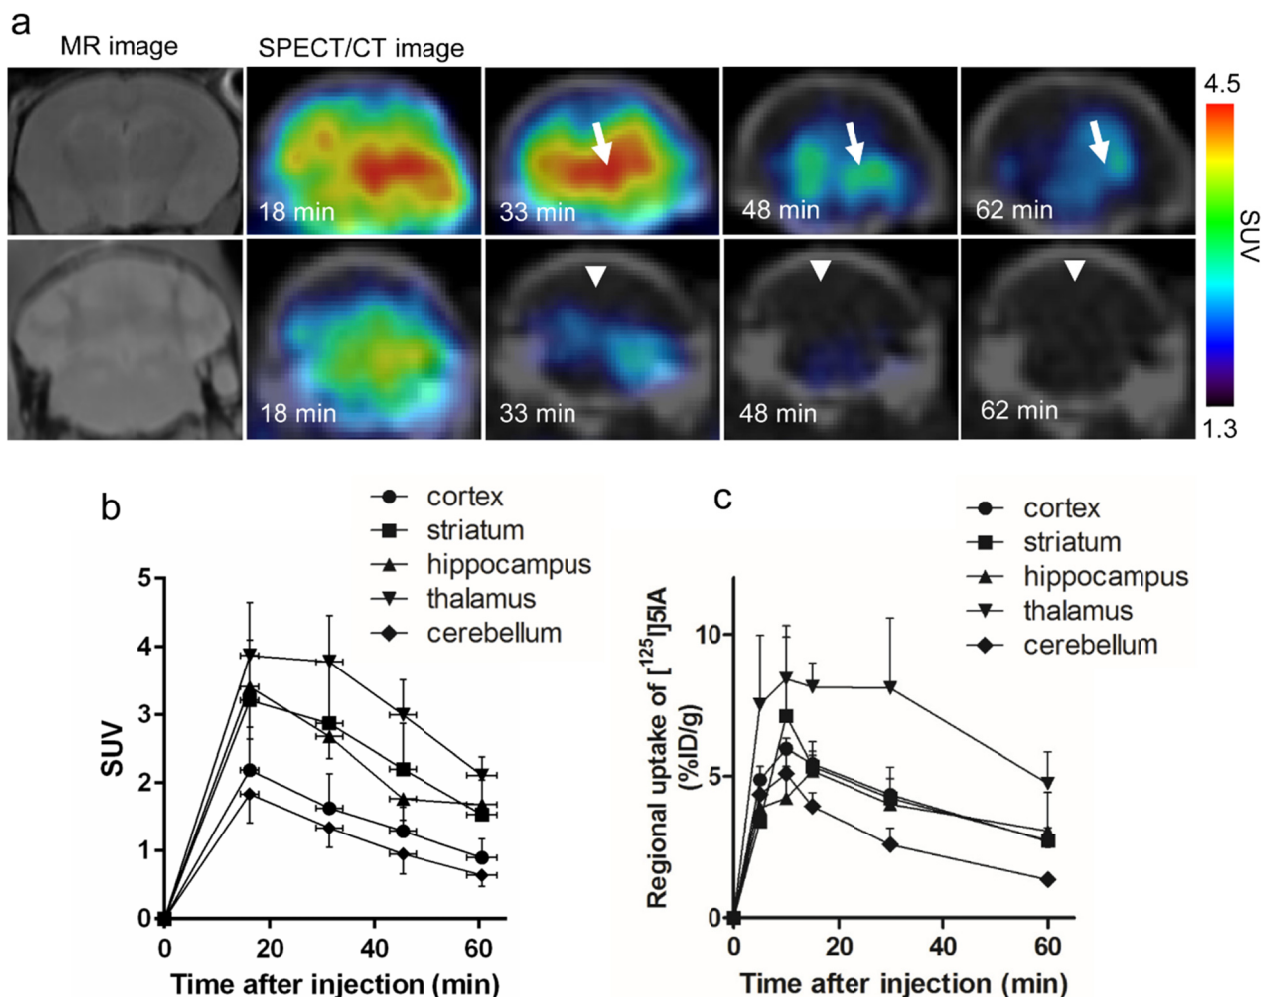 a
MR image
SPECT/CT image
18 min
33 min
48 min
62 min
18 min
33 min
48 min
62 min
4.5
SUV
1.3
b
cortex
striatum
hippocampus
thalamus
cerebellum
5
4
3
2
1
0
SUV
0 20 40 60
Time after injection (min)
c
cortex
striatum
hippocampus
thalamus
cerebellum
10
5
0
Regional uptake of [125I]5IA
(%ID/g)
0 20 40 60
Time after injection (min)